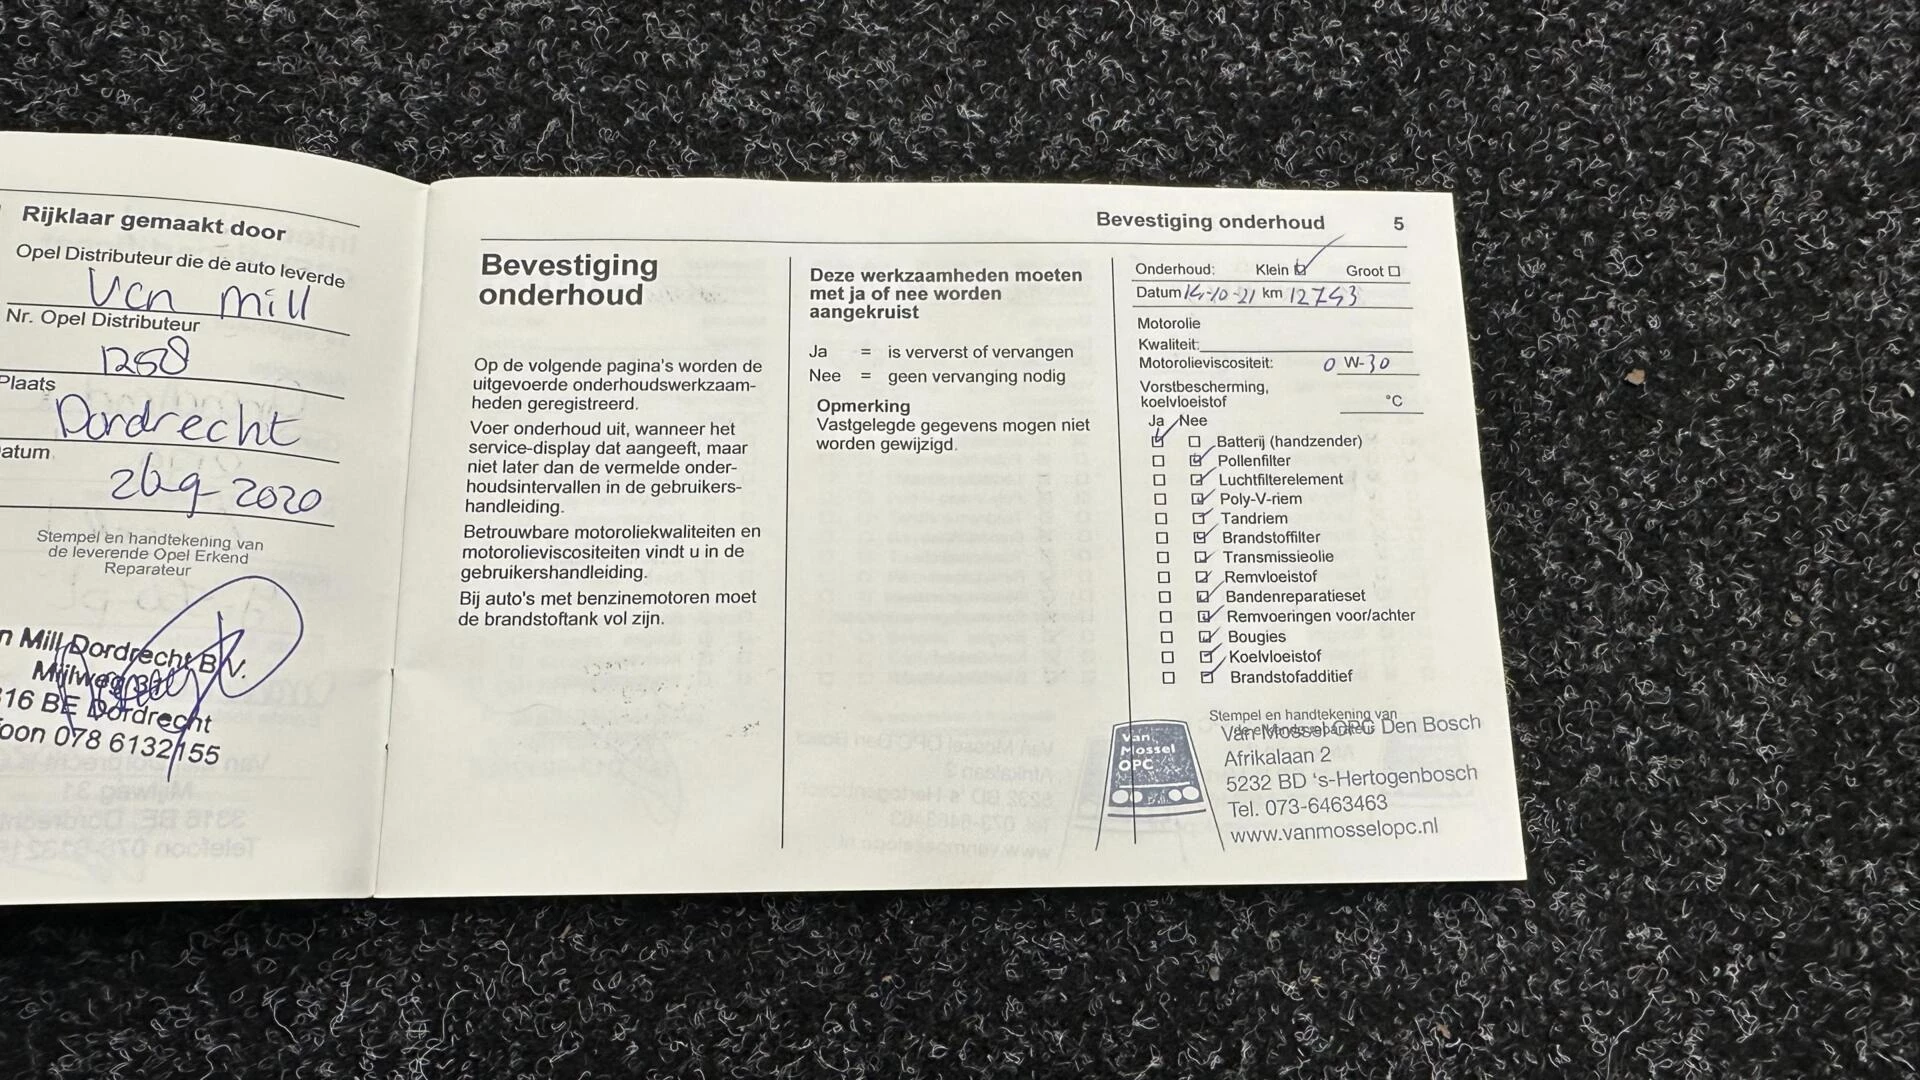 Rijklaar gemaakt door
Opel Distributeur die de auto leverde
Van Mill
Nr. Opel Distributeur
1258
Plaats
Dordrecht
atum
2020
Stempel en handtekening van
de leverende Opel Erkend
Reparateur
n Mill Dordrecht B.V.
Mijlweg 31
16 BE Dordrecht
foon 078 6132155
Bevestiging onderhoud 5
Bevestiging
onderhoud
Op de volgende pagina's worden de
uitgevoerde onderhoudswerkzaam-
heden geregistreerd.
Voer onderhoud uit, wanneer het
service-display dat aangeeft, maar
niet later dan de vermelde onder-
houdsintervallen in de gebruikers-
handleiding.
Betrouwbare motoroliekwaliteiten en
motorolieviscositeiten vindt u in de
gebruikershandleiding.
Bij auto's met benzinemotoren moet
de brandstoftank vol zijn.
Deze werkzaamheden moeten
met ja of nee worden
aangekruist
Ja = is ververst of vervangen
Nee = geen vervanging nodig
Opmerking
Vastgelegde gegevens mogen niet
worden gewijzigd.
Onderhoud: Klein Groot
Datum 14-10-21 km 12743
Motorolie
Kwaliteit:
Motorolieviscositeit: 0 W-30
Vorstbescherming,
koelvloeistof °C
Ja Nee
Batterij (handzender)
Pollenfilter
Luchtfilterelement
Poly-V-riem
Tandriem
Brandstoffilter
Transmissieolie
Remvloeistof
Bandenreparatieset
Remvoeringen voor/achter
Bougies
Koelvloeistof
Brandstofadditief
Stempel en handtekening van
de erkend reparateur
Van Mossel OPC Den Bosch
Afrikalaan 2
5232 BD 's-Hertogenbosch
Tel. 073-6463463
www.vanmosselopc.nl
Van
Mossel
OPC